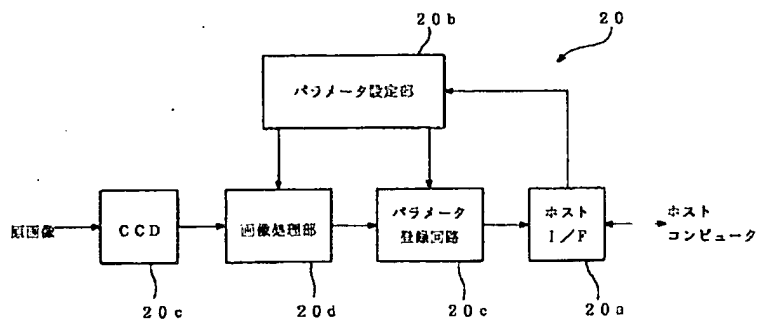 20b
20
パラメータ設定部
原画像
CCD
画像処理部
パラメータ
登録回路
ホスト
I/F
ホスト
コンピュータ
20c
20d
20c
20a